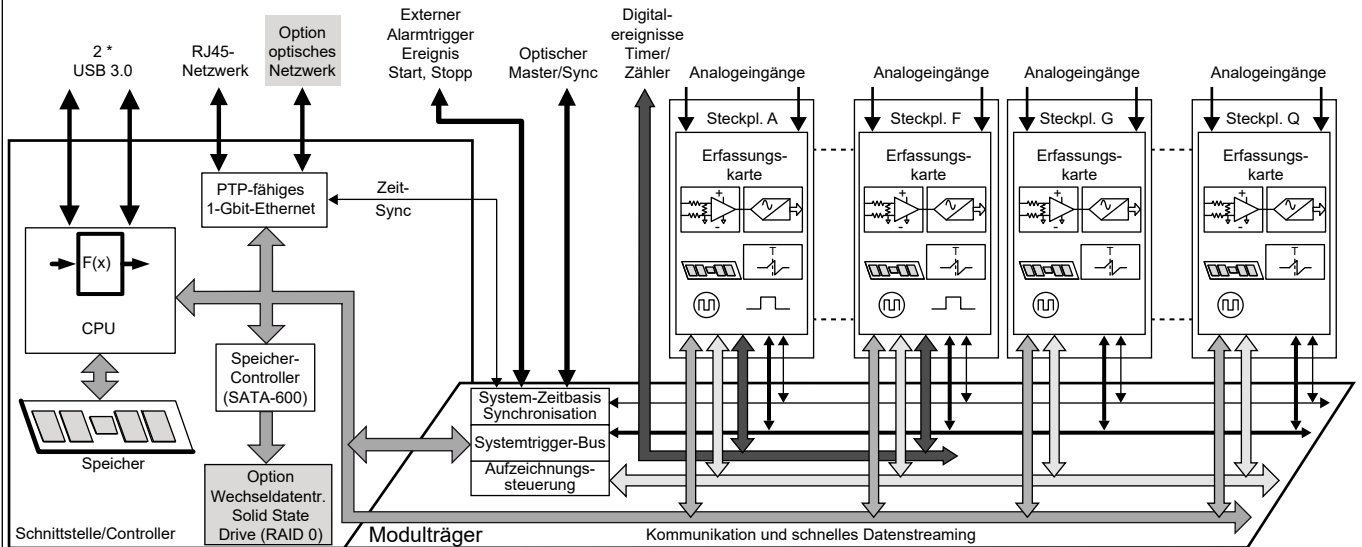 2 *
USB 3.0
RJ45-
Netzwerk
Option
optisches
Netzwerk
Externer
Alarmtrigger
Ereignis
Start, Stopp
Optischer
Master/Sync
Digital-
ereignisse
Timer/
Zähler
Analogeingänge
Analogeingänge
Analogeingänge
Analogeingänge
Steckpl. A
Erfassungs-
karte
+
-
T
Steckpl. F
Erfassungs-
karte
+
-
T
Steckpl. G
Erfassungs-
karte
+
-
T
Steckpl. Q
Erfassungs-
karte
+
-
T
PTP-fähiges
1-Gbit-Ethernet
Zeit-
Sync
F(x)
CPU
Speicher-
Controller
(SATA-600)
Speicher
Option
Wechseldatentr.
Solid State
Drive (RAID 0)
Schnittstelle/Controller
System-Zeitbasis
Synchronisation
Systemtrigger-Bus
Aufzeichnungs-
steuerung
Modulträger
Kommunikation und schnelles Datenstreaming